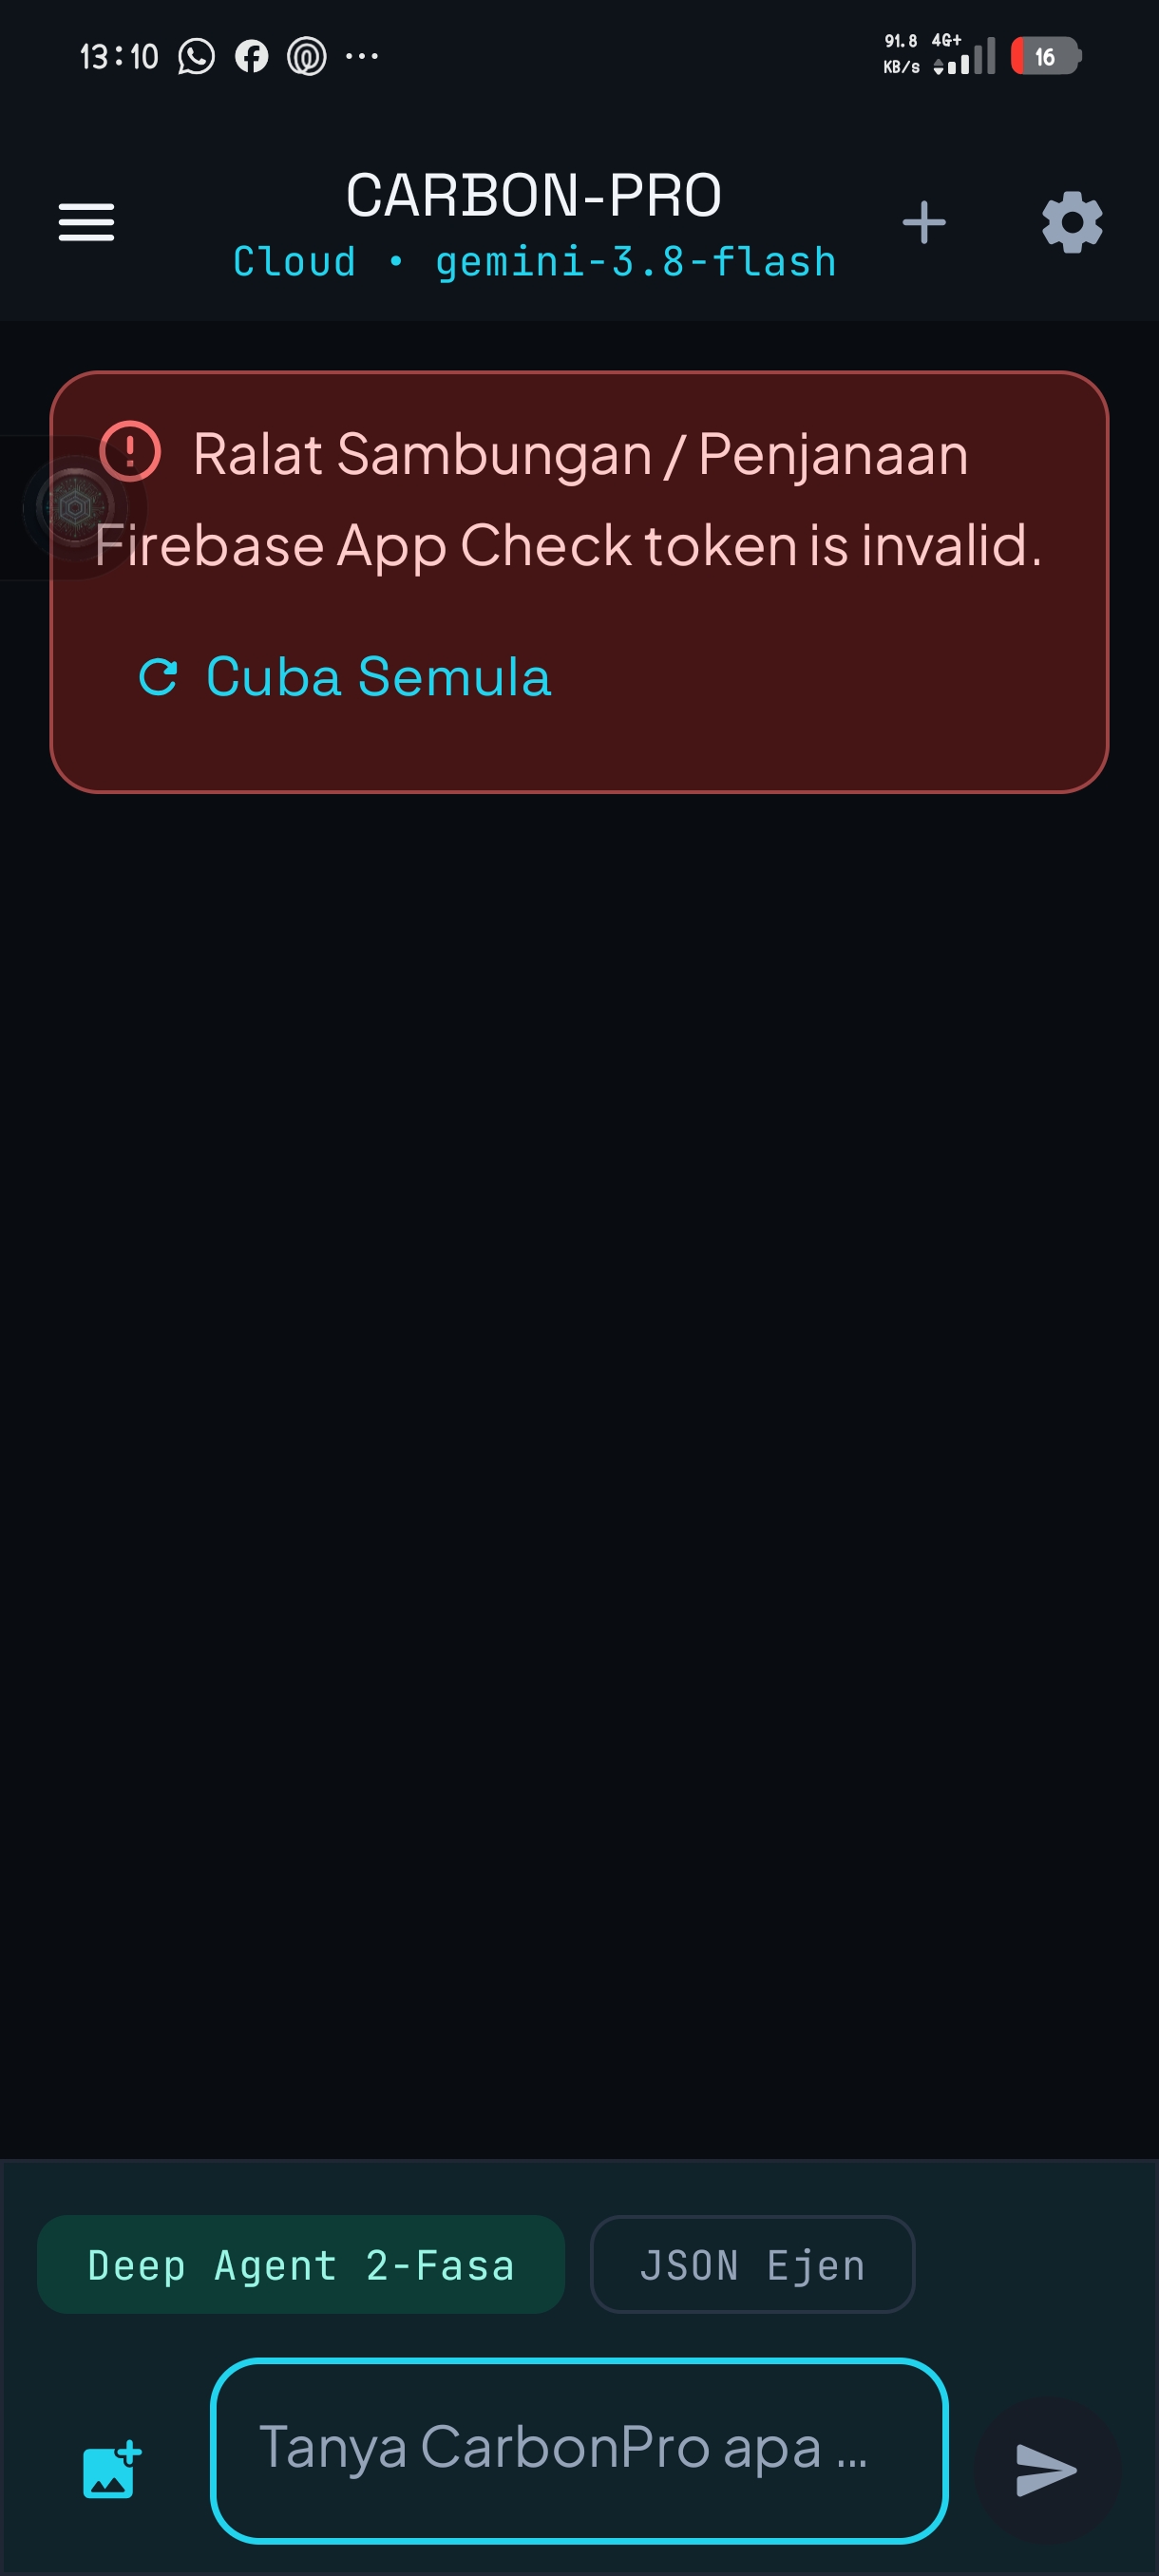 13:10
91.8 4G+
KB/s
16
CARBON-PRO
Cloud • gemini-3.8-flash
Ralat Sambungan / Penjanaan
Firebase App Check token is invalid.
Cuba Semula
Deep Agent 2-Fasa
JSON Ejen
Tanya CarbonPro apa ...